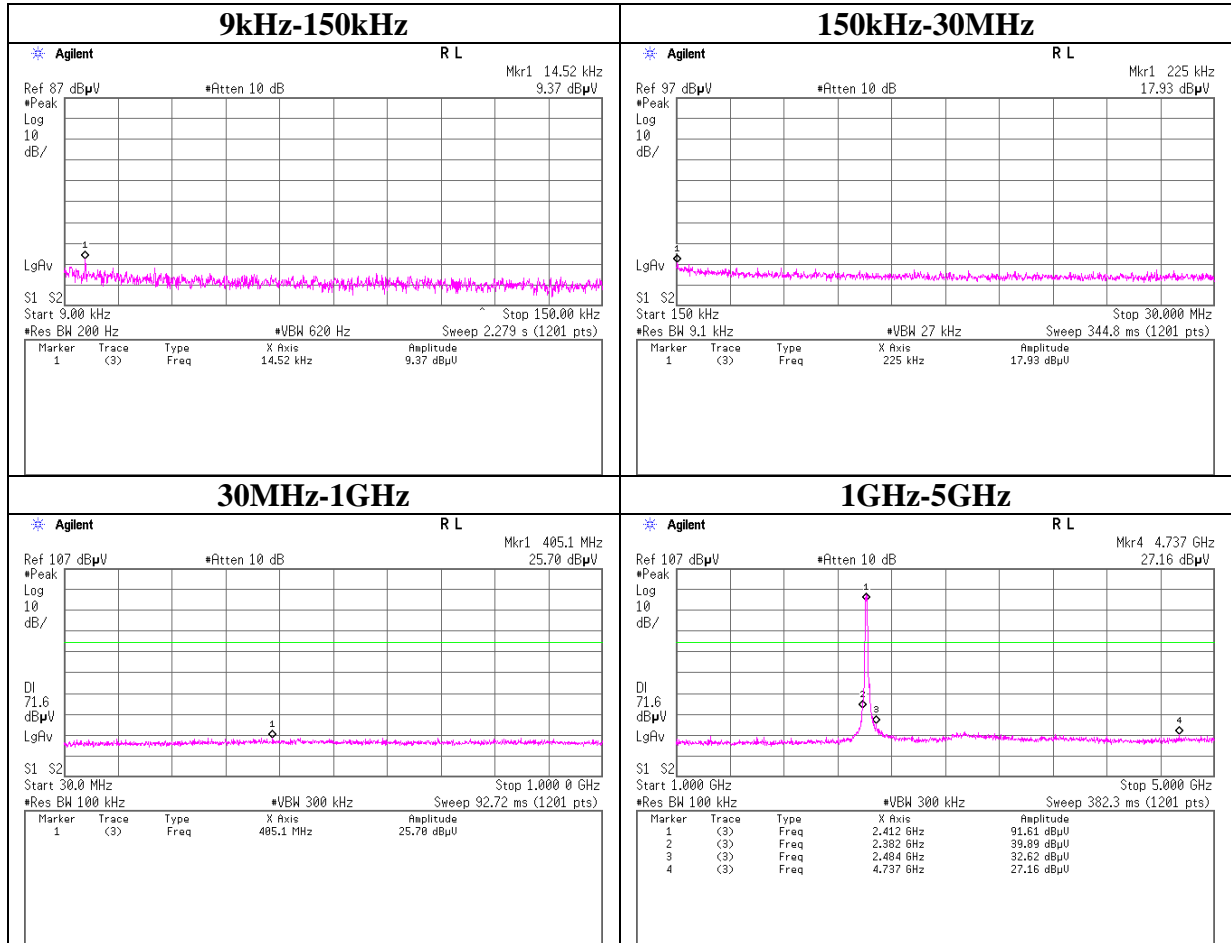 9kHz-150kHz
Agilent R L
Mkr1 14.52 kHz
Ref 87 dBµV #Atten 10 dB 9.37 dBµV
#Peak
Log
10
dB/
1
LgAv
S1 S2
Start 9.00 kHz ^ Stop 150.00 kHz
#Res BW 200 Hz #VBW 620 Hz Sweep 2.279 s (1201 pts)
Marker Trace Type X Axis Amplitude
1 (3) Freq 14.52 kHz 9.37 dBµV
150kHz-30MHz
Agilent R L
Mkr1 225 kHz
Ref 97 dBµV #Atten 10 dB 17.93 dBµV
#Peak
Log
10
dB/
1
LgAv
S1 S2
Start 150 kHz Stop 30.000 MHz
#Res BW 9.1 kHz #VBW 27 kHz Sweep 344.8 ms (1201 pts)
Marker Trace Type X Axis Amplitude
1 (3) Freq 225 kHz 17.93 dBµV
30MHz-1GHz
Agilent R L
Mkr1 405.1 MHz
Ref 107 dBµV #Atten 10 dB 25.70 dBµV
#Peak
Log
10
dB/
DI
71.6
dBµV
1
LgAv
S1 S2
Start 30.0 MHz Stop 1.000 0 GHz
#Res BW 100 kHz #VBW 300 kHz Sweep 92.72 ms (1201 pts)
Marker Trace Type X Axis Amplitude
1 (3) Freq 405.1 MHz 25.70 dBµV
1GHz-5GHz
Agilent R L
Mkr4 4.737 GHz
Ref 107 dBµV #Atten 10 dB 27.16 dBµV
#Peak
1
Log
10
dB/
DI
71.6
2
dBµV
3
4
LgAv
S1 S2
Start 1.000 GHz Stop 5.000 GHz
#Res BW 100 kHz #VBW 300 kHz Sweep 382.3 ms (1201 pts)
Marker Trace Type X Axis Amplitude
1 (3) Freq 2.412 GHz 91.61 dBµV
2 (3) Freq 2.382 GHz 39.89 dBµV
3 (3) Freq 2.484 GHz 32.62 dBµV
4 (3) Freq 4.737 GHz 27.16 dBµV